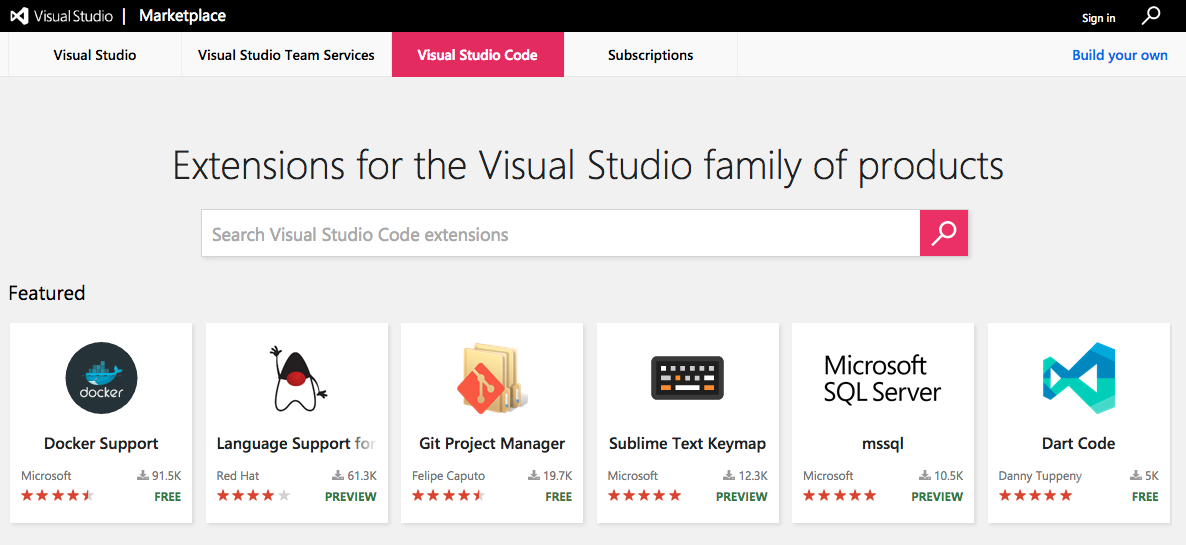 Visual Studio | Marketplace
Sign in
Visual Studio
Visual Studio Team Services
Visual Studio Code
Subscriptions
Build your own
Extensions for the Visual Studio family of products
Search Visual Studio Code extensions
Featured
docker
Docker Support
Microsoft 91.5K
FREE
Language Support for
Red Hat 61.3K
PREVIEW
Git Project Manager
Felipe Caputo 19.7K
FREE
Sublime Text Keymap
Microsoft 12.3K
PREVIEW
Microsoft
SQL Server
mssql
Microsoft 10.5K
PREVIEW
Dart Code
Danny Tuppeny 5K
FREE